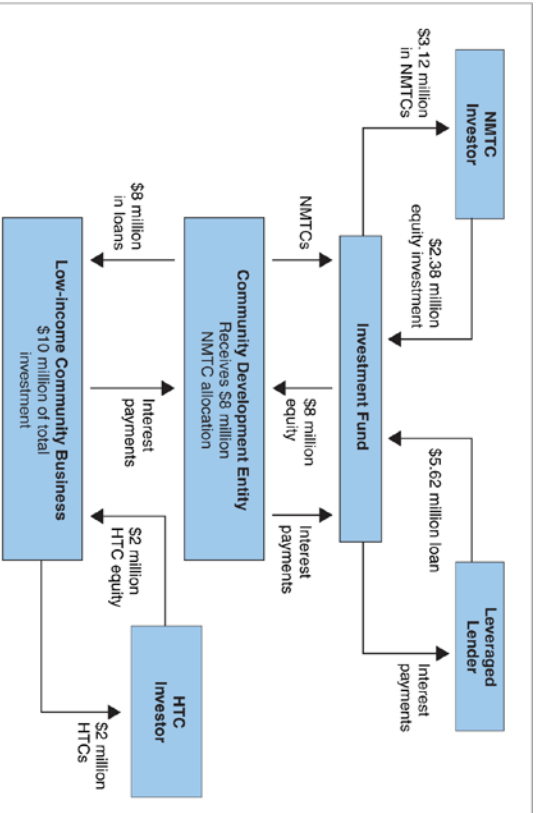 NMTC
Investor
Leveraged
Lender
$3.12 million
in NMTCs
$2.38 million
equity investment
$5.62 million loan
Interest
payments
Investment Fund
NMTCs
$8 million
equity
Interest
payments
Community Development Entity
Receives $8 million
NMTC allocation
$8 million
in loans
Interest
payments
$2 million
HTC equity
HTC
Investor
$2 million
HTCs
Low-income Community Business
$10 million of total
investment